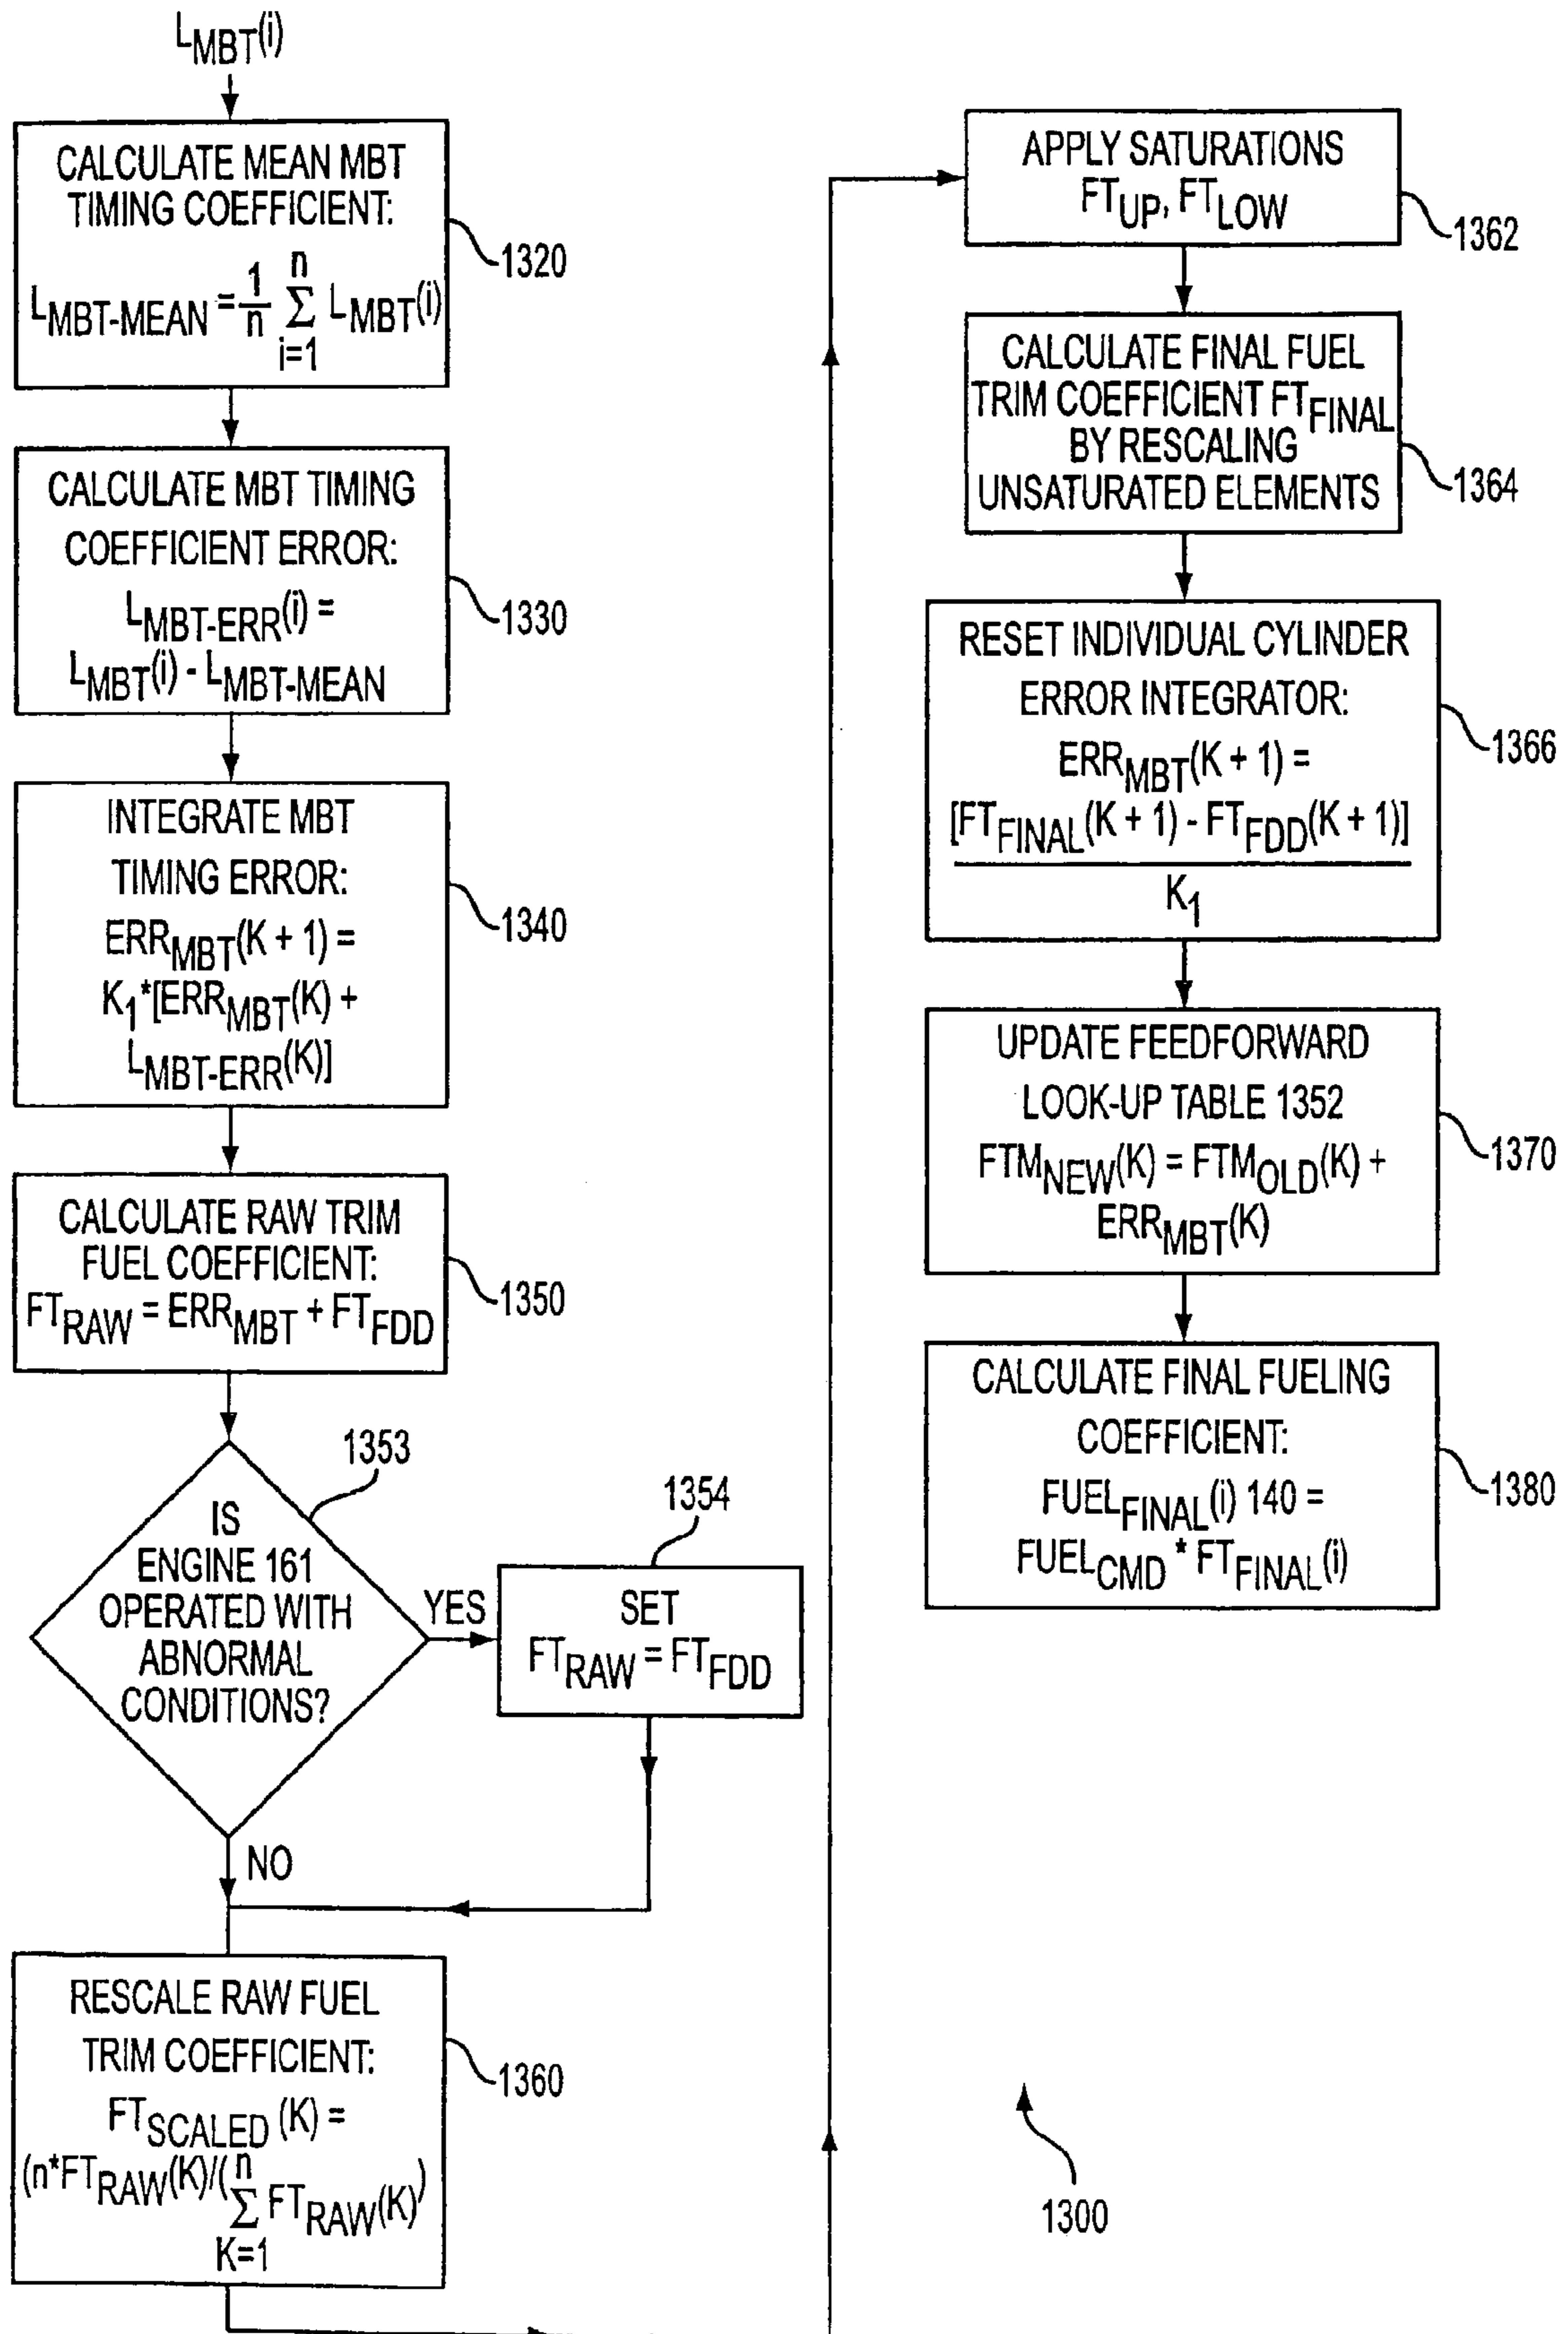 L_MBT(i)
CALCULATE MEAN MBT
TIMING COEFFICIENT:
L_MBT-MEAN = 1/n n Σ i=1 L_MBT(i)
1320
CALCULATE MBT TIMING
COEFFICIENT ERROR:
L_MBT-ERR(i) =
L_MBT(i) - L_MBT-MEAN
1330
INTEGRATE MBT
TIMING ERROR:
ERR_MBT(K + 1) =
K_1*[ERR_MBT(K) +
L_MBT-ERR(K)]
1340
CALCULATE RAW TRIM
FUEL COEFFICIENT:
FT_RAW = ERR_MBT + FT_FDD
1350
1353
IS
ENGINE 161
OPERATED WITH
ABNORMAL
CONDITIONS?
YES
NO
1354
SET
FT_RAW = FT_FDD
RESCALE RAW FUEL
TRIM COEFFICIENT:
FT_SCALED (K) =
(n*FT_RAW(K)/( n Σ K=1 FT_RAW(K))
1360
APPLY SATURATIONS
FT_UP, FT_LOW
1362
CALCULATE FINAL FUEL
TRIM COEFFICIENT FT_FINAL
BY RESCALING
UNSATURATED ELEMENTS
1364
RESET INDIVIDUAL CYLINDER
ERROR INTEGRATOR:
ERR_MBT(K + 1) =
[FT_FINAL(K + 1) - FT_FDD(K + 1)]
K_1
1366
UPDATE FEEDFORWARD
LOOK-UP TABLE 1352
FTM_NEW(K) = FTM_OLD(K) +
ERR_MBT(K)
1370
CALCULATE FINAL FUELING
COEFFICIENT:
FUEL_FINAL(i) 140 =
FUEL_CMD * FT_FINAL(i)
1380
1300